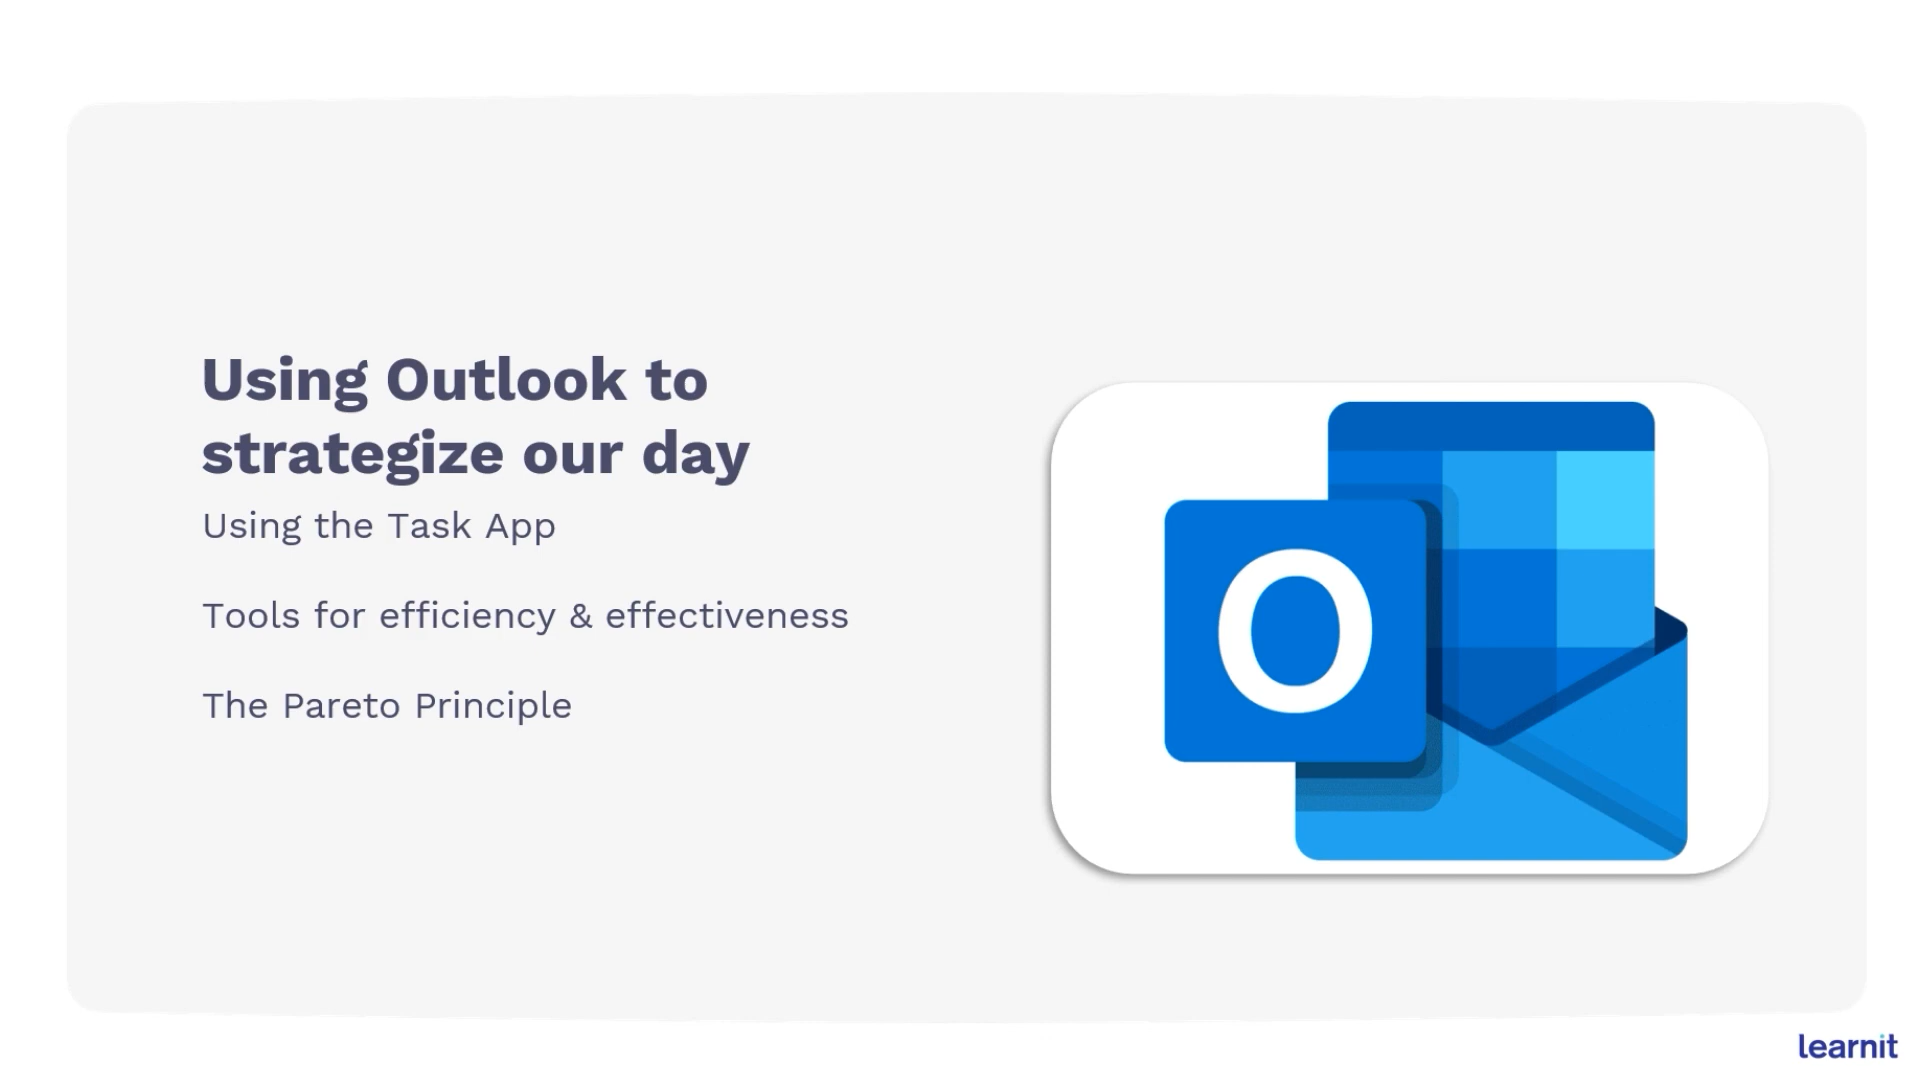 Using Outlook to
strategize our day
Using the Task App
Tools for efficiency & effectiveness
The Pareto Principle
O
learnit